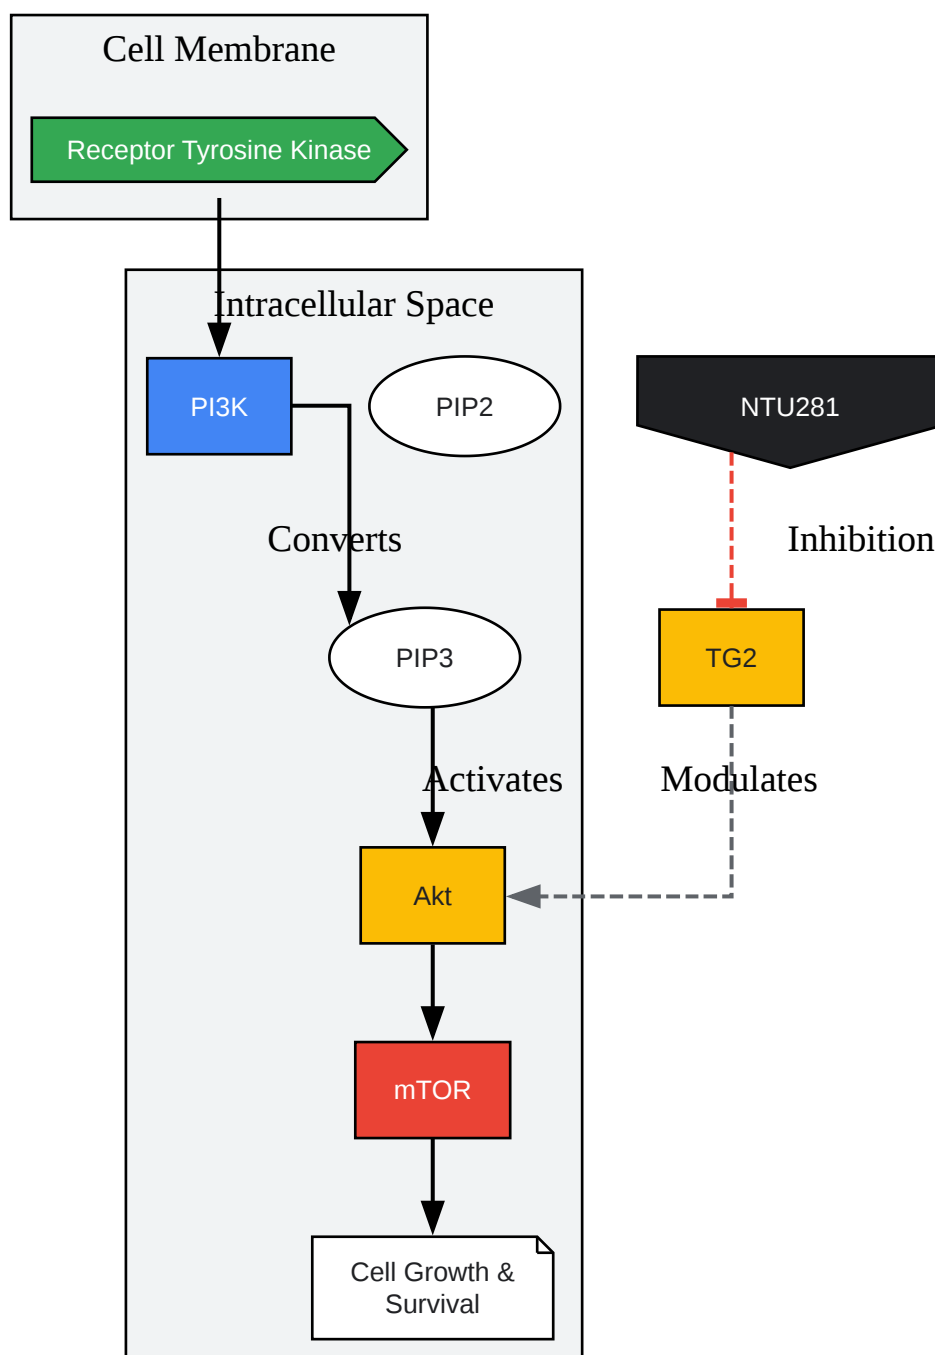 Cell Membrane
Receptor Tyrosine Kinase
Intracellular Space
PI3K
PIP2
NTU281
Converts
Inhibition
PIP3
TG2
Activates
Modulates
Akt
mTOR
Cell Growth &
Survival